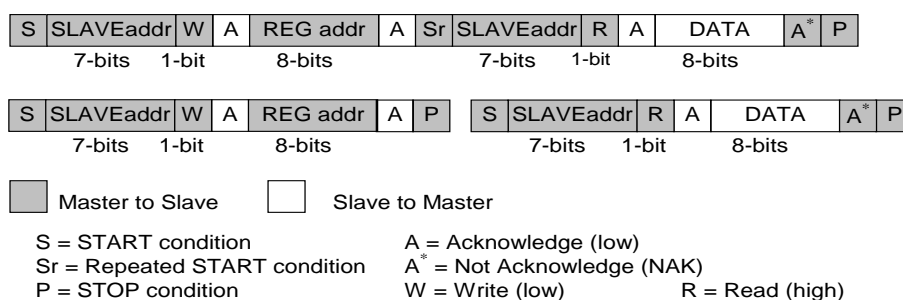 S SLAVEaddr W A REG addr A Sr SLAVEaddr R A DATA A* P
7-bits 1-bit 8-bits 7-bits 1-bit 8-bits
S SLAVEaddr W A REG addr A P S SLAVEaddr R A DATA A* P
7-bits 1-bit 8-bits 7-bits 1-bit 8-bits
Master to Slave Slave to Master
S = START condition A = Acknowledge (low)
Sr = Repeated START condition A* = Not Acknowledge (NAK)
P = STOP condition W = Write (low) R = Read (high)